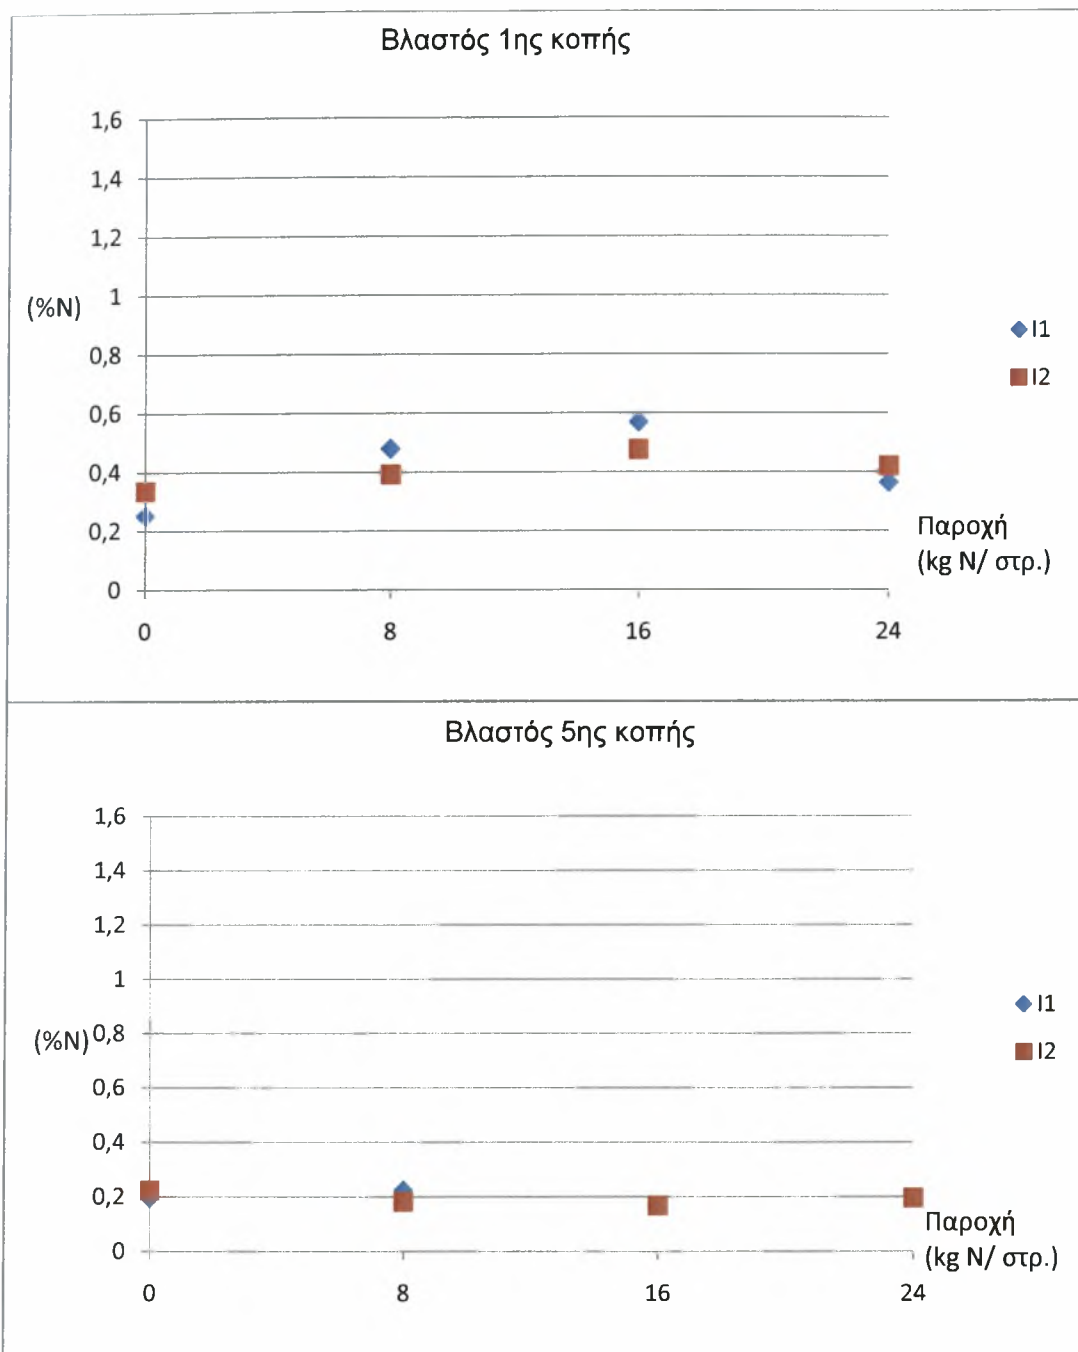 Βλαστός 1ης κοπής
1,6
1,4
1,2
1
(%N)
0,8
0,6
0,4
0,2
0
0 8 16 24
Παροχή
(kg N/ στρ.)
I1
I2
Βλαστός 5ης κοπής
1,6
1,4
1,2
1
(%N)
0,8
0,6
0,4
0,2
0
0 8 16 24
Παροχή
(kg N/ στρ.)
I1
I2